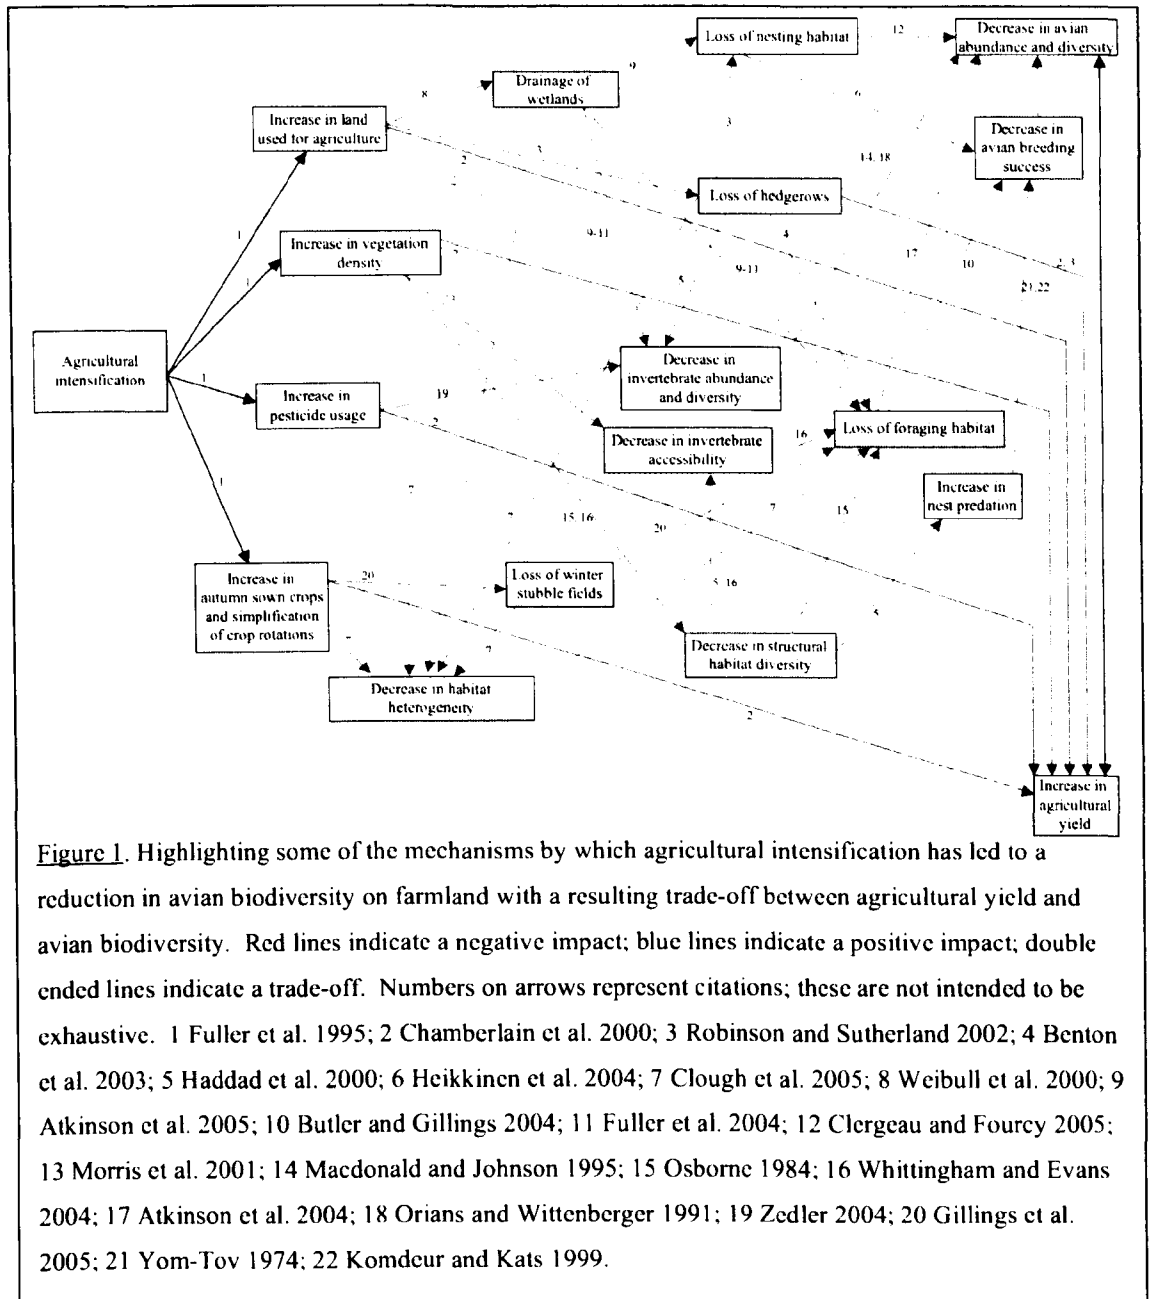 Loss of nesting habitat
12
Decrease in avian
abundance and diversity
9
Drainage of
wetlands
8
6
Increase in land
used for agriculture
3
Decrease in
avian breeding
success
3
2
14, 18
Loss of hedgerows
Increase in vegetation
density
9-11
4
1
17
10
2, 3
9-11
5
21, 22
1
Agricultural
intensification
Decrease in
invertebrate abundance
and diversity
1
Increase in
pesticide usage
19
2
Decrease in invertebrate
accessibility
16
Loss of foraging habitat
1
7
Increase in
nest predation
7
15, 16
20
7
15
Increase in
autumn sown crops
and simplification
of crop rotations
20
Loss of winter
stubble fields
5, 16
5
7
Decrease in structural
habitat diversity
Decrease in habitat
heterogeneity
2
Increase in
agricultural
yield
Figure 1. Highlighting some of the mechanisms by which agricultural intensification has led to a
reduction in avian biodiversity on farmland with a resulting trade-off between agricultural yield and
avian biodiversity. Red lines indicate a negative impact; blue lines indicate a positive impact; double
ended lines indicate a trade-off. Numbers on arrows represent citations; these are not intended to be
exhaustive. 1 Fuller et al. 1995; 2 Chamberlain et al. 2000; 3 Robinson and Sutherland 2002; 4 Benton
et al. 2003; 5 Haddad et al. 2000; 6 Heikkinen et al. 2004; 7 Clough et al. 2005; 8 Weibull et al. 2000; 9
Atkinson et al. 2005; 10 Butler and Gillings 2004; 11 Fuller et al. 2004; 12 Clergeau and Fourcy 2005;
13 Morris et al. 2001; 14 Macdonald and Johnson 1995; 15 Osborne 1984; 16 Whittingham and Evans
2004; 17 Atkinson et al. 2004; 18 Orians and Wittenberger 1991; 19 Zedler 2004; 20 Gillings et al.
2005; 21 Yom-Tov 1974; 22 Komdeur and Kats 1999.